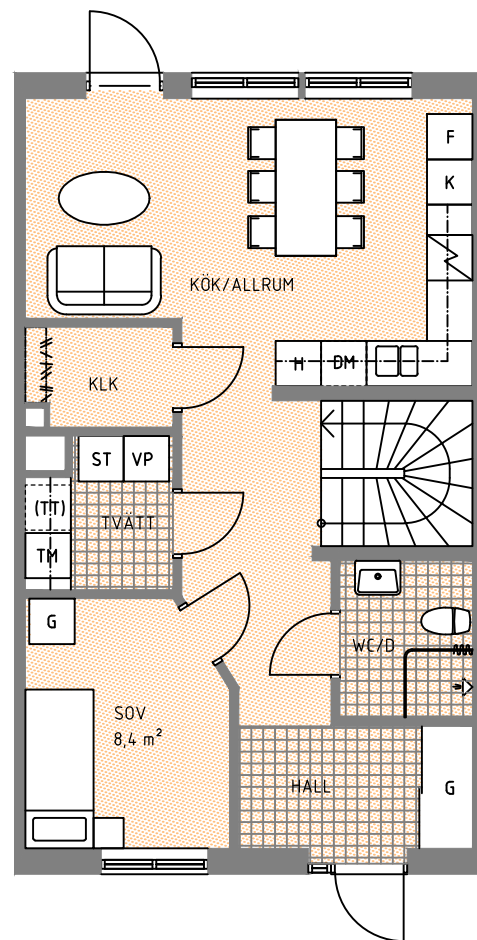 F
K
KÖK/ALLRUM
H DM
KLK
ST VP
(TT)
TVÄTT
TM
G
WC/D
SOV
8,4 m²
HALL
G